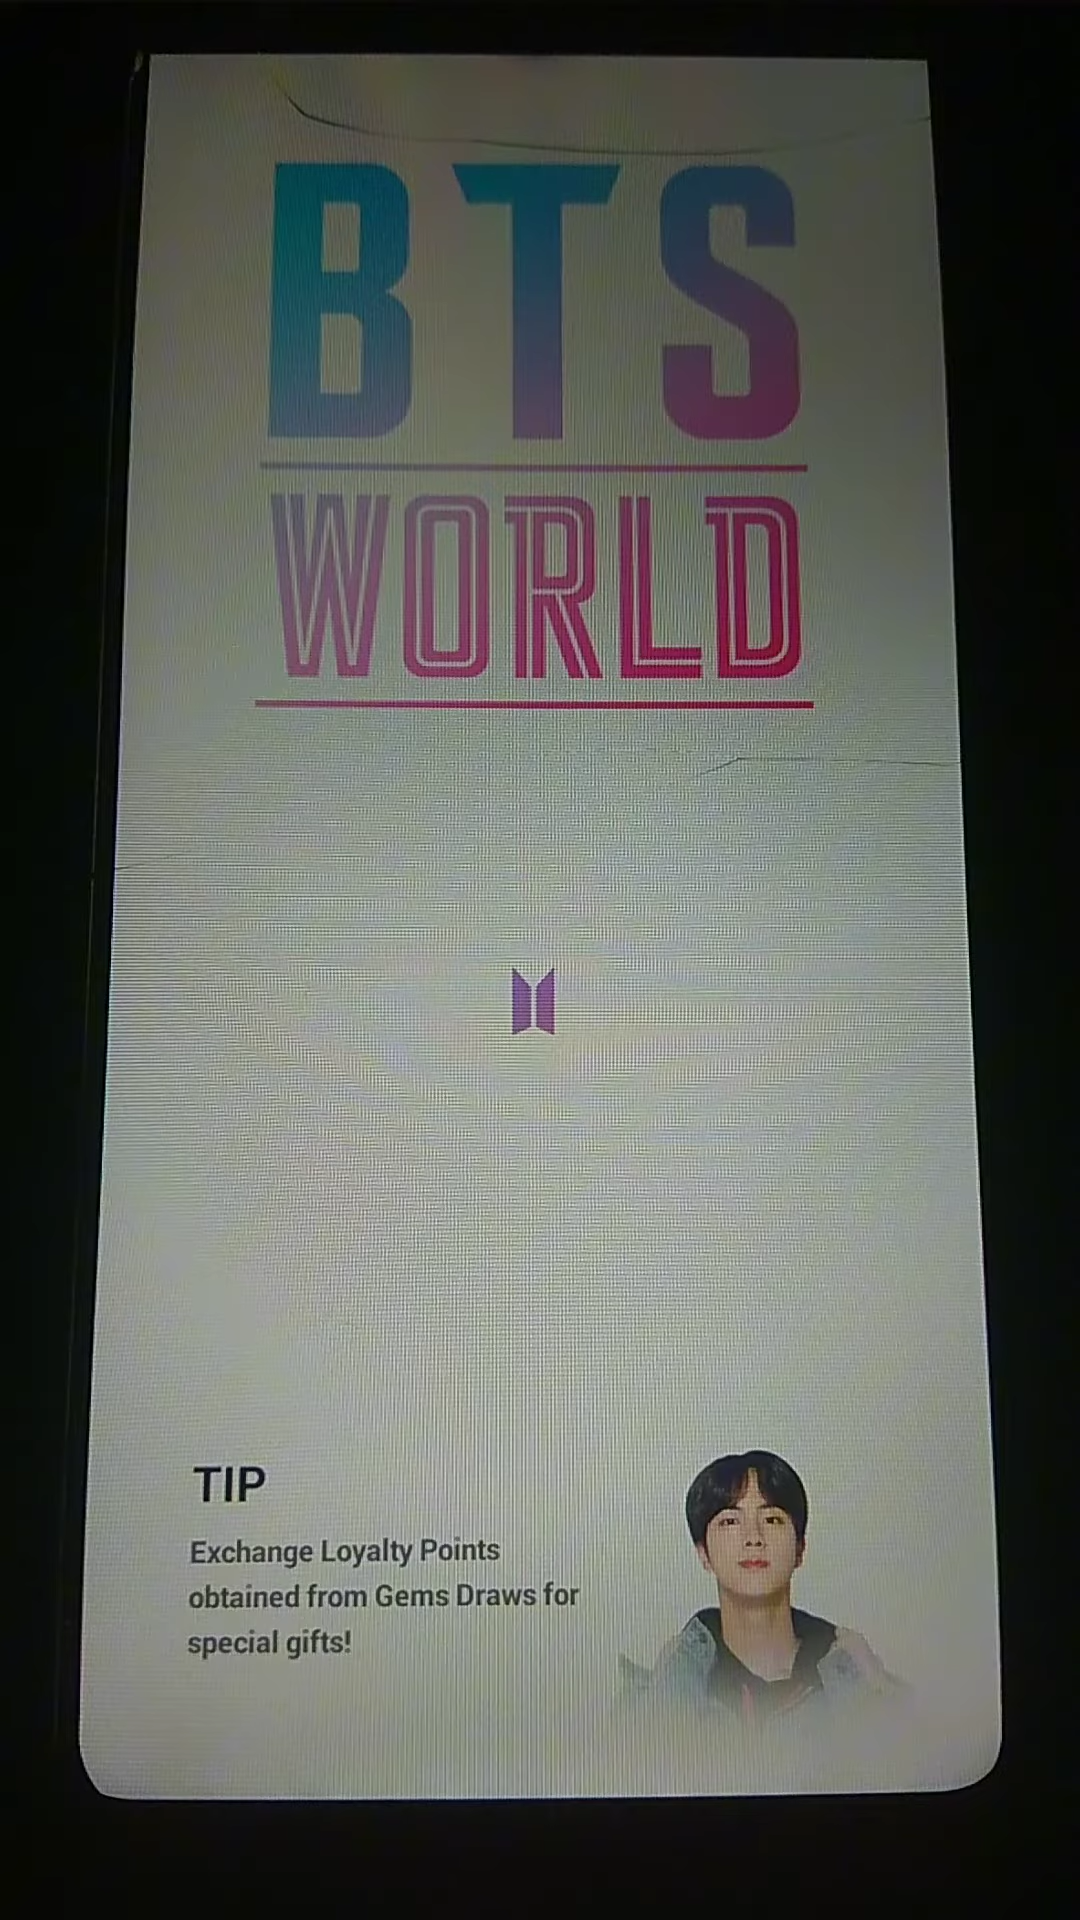 BTS
WORLD
TIP
Exchange Loyalty Points
obtained from Gems Draws for
special gifts!